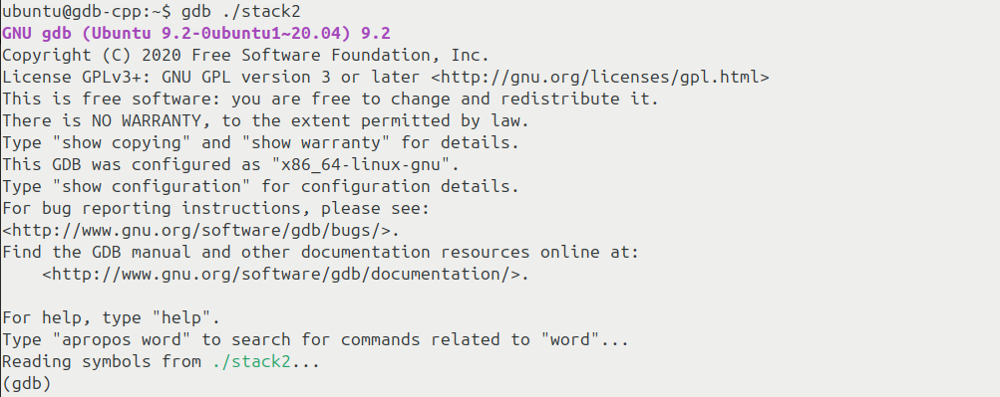 ubuntu@gdb-cpp:~$ gdb ./stack2
GNU gdb (Ubuntu 9.2-0ubuntu1~20.04) 9.2
Copyright (C) 2020 Free Software Foundation, Inc.
License GPLv3+: GNU GPL version 3 or later <http://gnu.org/licenses/gpl.html>
This is free software: you are free to change and redistribute it.
There is NO WARRANTY, to the extent permitted by law.
Type "show copying" and "show warranty" for details.
This GDB was configured as "x86_64-linux-gnu".
Type "show configuration" for configuration details.
For bug reporting instructions, please see:
<http://www.gnu.org/software/gdb/bugs/>.
Find the GDB manual and other documentation resources online at:
    <http://www.gnu.org/software/gdb/documentation/>.

For help, type "help".
Type "apropos word" to search for commands related to "word"...
Reading symbols from ./stack2...
(gdb)